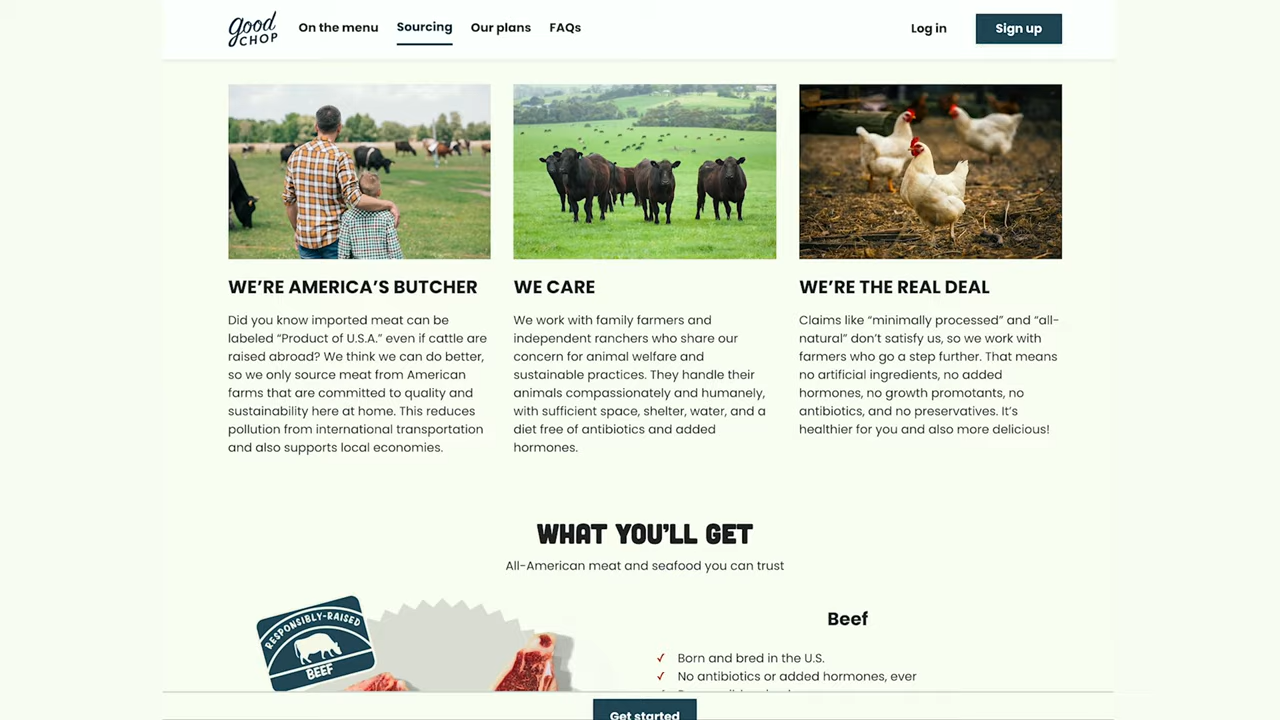 good
CHOP
On the menu
Sourcing
Our plans
FAQs
Log in
Sign up
WE’RE AMERICA’S BUTCHER
Did you know imported meat can be
labeled “Product of U.S.A.” even if cattle are
raised abroad? We think we can do better,
so we only source meat from American
farms that are committed to quality and
sustainability here at home. This reduces
pollution from international transportation
and also supports local economies.
WE CARE
We work with family farmers and
independent ranchers who share our
concern for animal welfare and
sustainable practices. They handle their
animals compassionately and humanely,
with sufficient space, shelter, water, and a
diet free of antibiotics and added
hormones.
WE’RE THE REAL DEAL
Claims like “minimally processed” and “all-
natural” don’t satisfy us, so we work with
farmers who go a step further. That means
no artificial ingredients, no added
hormones, no growth promotants, no
antibiotics, and no preservatives. It’s
healthier for you and also more delicious!
WHAT YOU’LL GET
All-American meat and seafood you can trust
RESPONSIBLY-RAISED
BEEF
Beef
Born and bred in the U.S.
No antibiotics or added hormones, ever
Get started